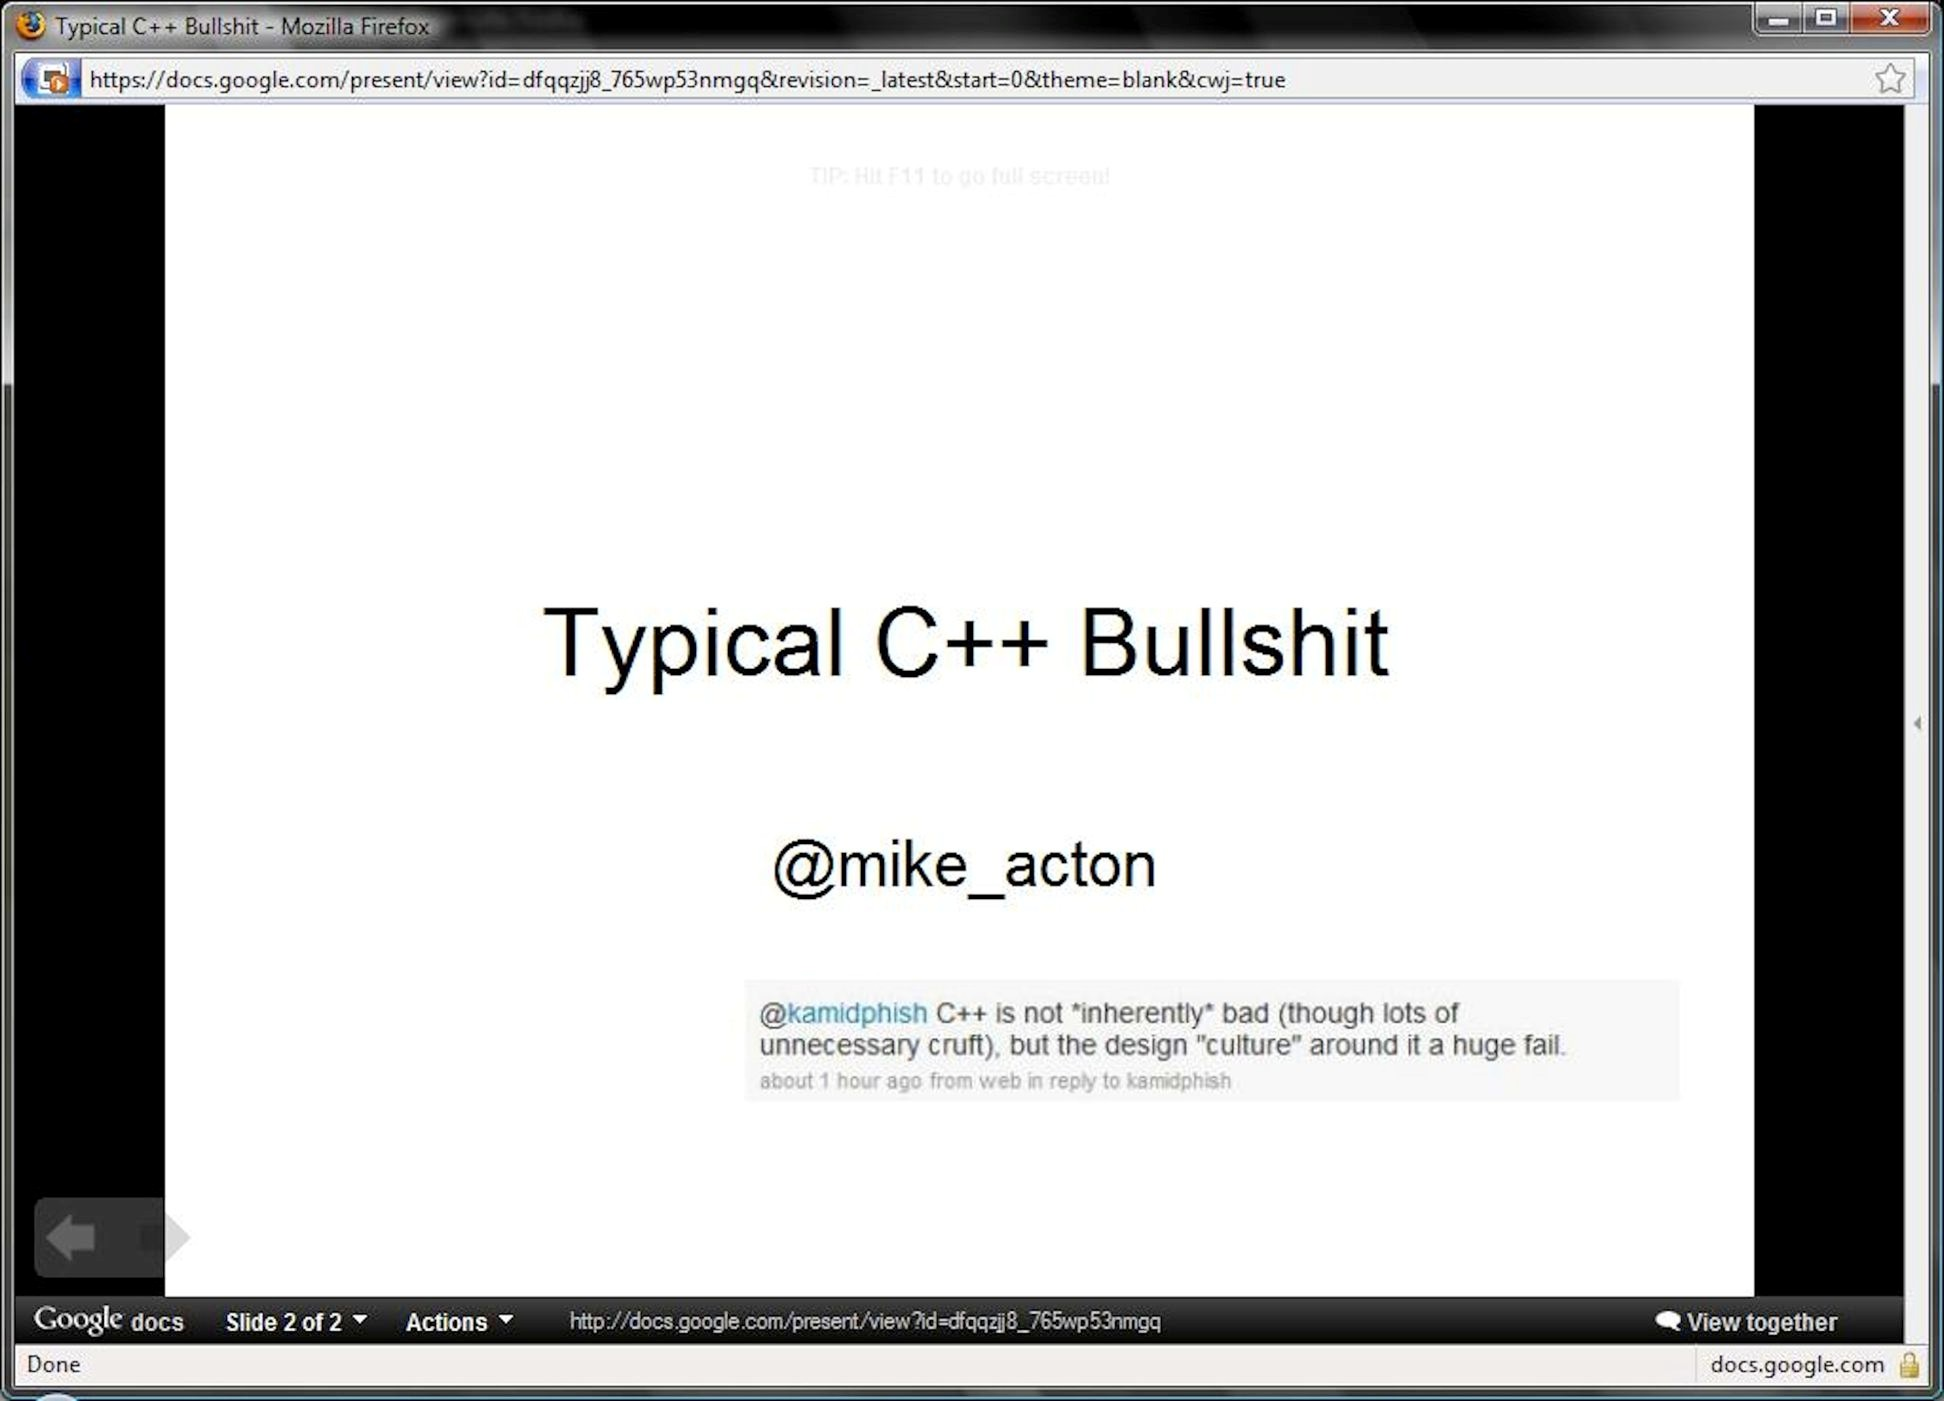 Typical C++ Bullshit - Mozilla Firefox
https://docs.google.com/present/view?id=dfqqzjj8_765wp53nmgq&revision=_latest&start=0&theme=blank&cwj=true
TIP: Hit F11 to go full screen!
Typical C++ Bullshit
@mike_acton
@kamidphish C++ is not *inherently* bad (though lots of
unnecessary cruft), but the design "culture" around it a huge fail.
about 1 hour ago from web in reply to kamidphish
Google docs Slide 2 of 2 Actions http://docs.google.com/present/view?id=dfqqzjj8_765wp53nmgq View together
Done docs.google.com